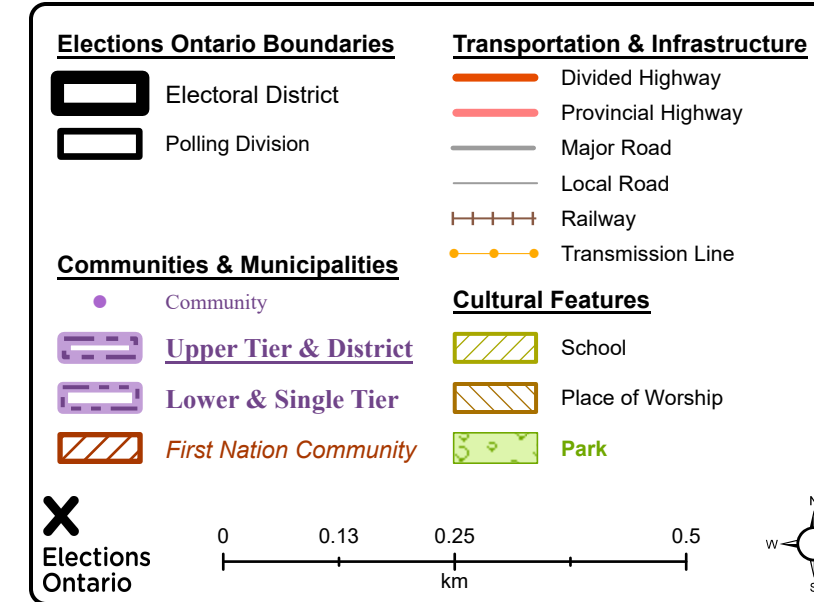 Elections Ontario Boundaries
Electoral District
Polling Division
Communities & Municipalities
Community
Upper Tier & District
Lower & Single Tier
First Nation Community
Transportation & Infrastructure
Divided Highway
Provincial Highway
Major Road
Local Road
Railway
Transmission Line
Cultural Features
School
Place of Worship
Park
Elections
Ontario
0 0.13 0.25 0.5
km
N
W
S